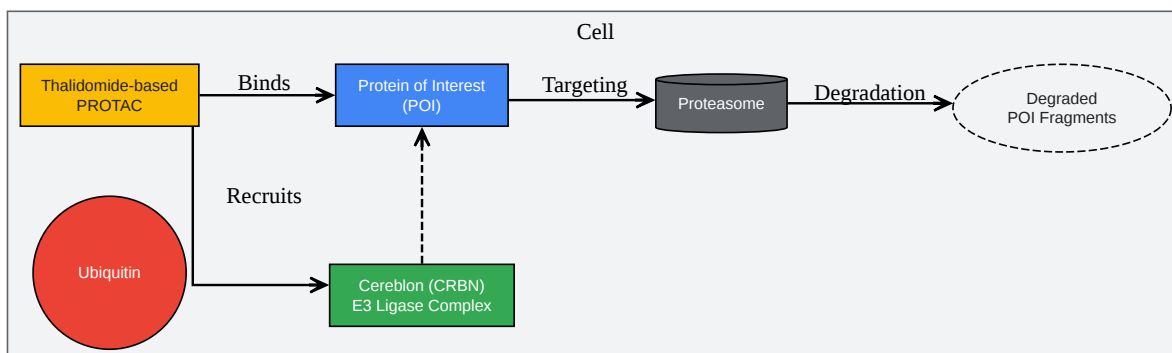 Cell
Thalidomide-based
PROTAC
Binds
Protein of Interest
(POI)
Targeting
Proteasome
Degradation
Degraded
POI Fragments
Recruits
Ubiquitin
Cereblon (CRBN)
E3 Ligase Complex